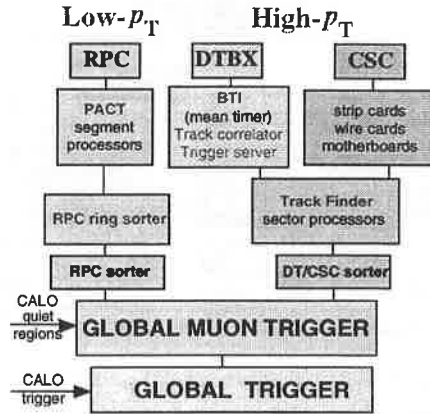 Low-pT High-pT
RPC DTBX CSC
PACT
segment
processors
BTI
(mean timer)
Track correlator
Trigger server
strip cards
wire cards
motherboards
RPC ring sorter
Track Finder
sector processors
RPC sorter
DT/CSC sorter
CALO
quiet
regions
GLOBAL MUON TRIGGER
CALO
trigger
GLOBAL TRIGGER